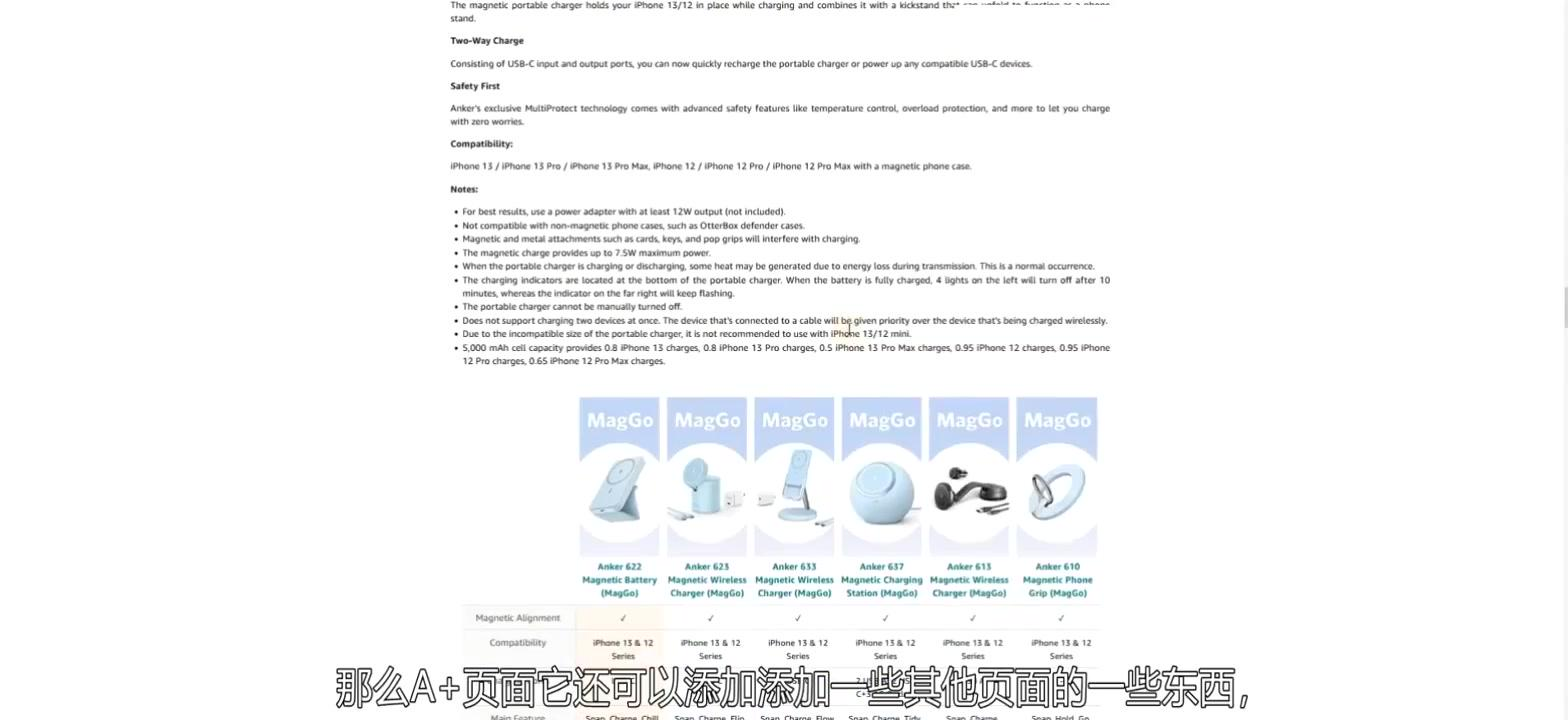 The magnetic portable charger holds your iPhone 13/12 in place while charging and combines it with a kickstand that can unfold to function as a phone
stand.
Two-Way Charge
Consisting of USB-C input and output ports, you can now quickly recharge the portable charger or power up any compatible USB-C devices.
Safety First
Anker's exclusive MultiProtect technology comes with advanced safety features like temperature control, overload protection, and more to let you charge
with zero worries.
Compatibility:
iPhone 13 / iPhone 13 Pro / iPhone 13 Pro Max, iPhone 12 / iPhone 12 Pro / iPhone 12 Pro Max with a magnetic phone case.
Notes:
• For best results, use a power adapter with at least 12W output (not included).
• Not compatible with non-magnetic phone cases, such as OtterBox defender cases.
• Magnetic and metal attachments such as cards, keys, and pop grips will interfere with charging.
• The magnetic charge provides up to 7.5W maximum power.
• When the portable charger is charging or discharging, some heat may be generated due to energy loss during transmission. This is a normal occurrence.
• The charging indicators are located at the bottom of the portable charger. When the battery is fully charged, 4 lights on the left will turn off after 10
minutes, whereas the indicator on the far right will keep flashing.
• The portable charger cannot be manually turned off.
• Does not support charging two devices at once. The device that's connected to a cable will be given priority over the device that's being charged wirelessly.
• Due to the incompatible size of the portable charger, it is not recommended to use with iPhone 13/12 mini.
• 5,000 mAh cell capacity provides 0.8 iPhone 13 charges, 0.8 iPhone 13 Pro charges, 0.5 iPhone 13 Pro Max charges, 0.95 iPhone 12 charges, 0.95 iPhone
12 Pro charges, 0.65 iPhone 12 Pro Max charges.
MagGo MagGo MagGo MagGo MagGo MagGo
Anker 622 Anker 623 Anker 633 Anker 637 Anker 613 Anker 610
Magnetic Battery Magnetic Wireless Magnetic Wireless Magnetic Charging Magnetic Wireless Magnetic Phone
(MagGo) Charger (MagGo) Charger (MagGo) Station (MagGo) Charger (MagGo) Grip (MagGo)
Magnetic Alignment ✓ ✓ ✓ ✓ ✓ ✓
Compatibility iPhone 13 & 12 iPhone 13 & 12 iPhone 13 & 12 iPhone 13 & 12 iPhone 13 & 12 iPhone 13 & 12
Series Series Series Series Series Series
那么A+页面它还可以添加添加一些其他页面的一些东西，
Main Feature Snap, Charge, Chill Snap, Charge, Flip Snap, Charge, Flow Snap, Charge, Tidy Snap, Charge, Snap, Hold, Go